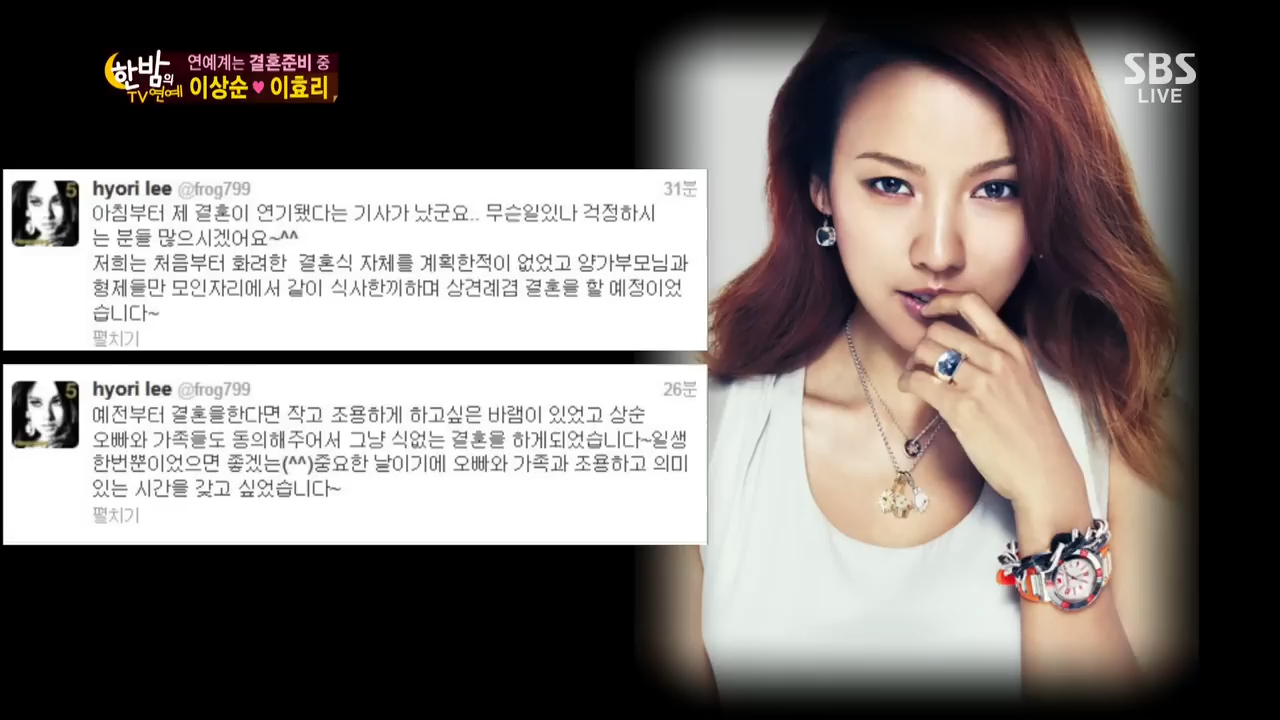 한밤의
TV연예
연예계는 결혼준비 중
이상순♥이효리
SBS
LIVE
hyori lee @frog799 31분
아침부터 제 결혼이 연기됐다는 기사가 났군요.. 무슨일있나 걱정하시
는 분들 많으시겠어요~^^
저희는 처음부터 화려한 결혼식 자체를 계획한적이 없었고 양가부모님과
형제들만 모인자리에서 같이 식사한끼하며 상견례겸 결혼을 할 예정이었
습니다~
펼치기
hyori lee @frog799 26분
예전부터 결혼을한다면 작고 조용하게 하고싶은 바램이 있었고 상순
오빠와 가족들도 동의해주어서 그냥 식없는 결혼을 하게되었습니다~일생
한번뿐이었으면 좋겠는(^^)중요한 날이기에 오빠와 가족과 조용하고 의미
있는 시간을 갖고 싶었습니다~
펼치기